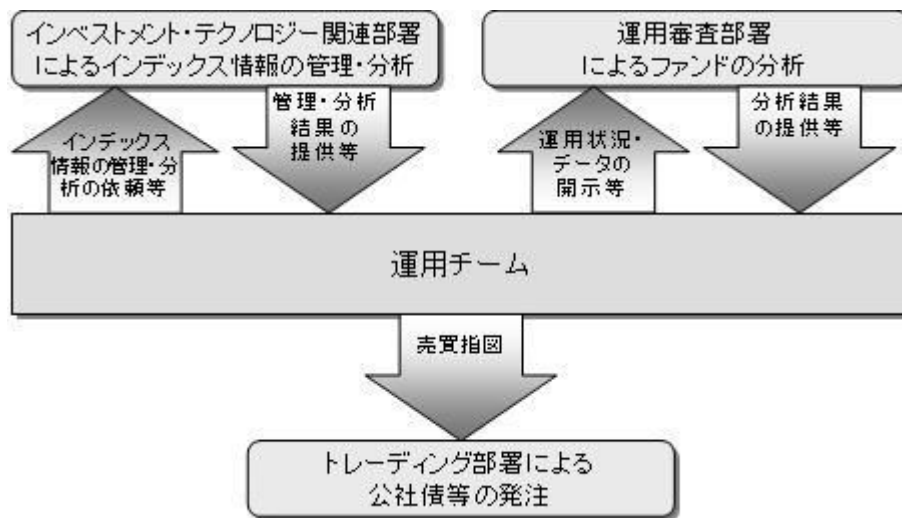 インベストメント・テクノロジー関連部署
によるインデックス情報の管理・分析
運用審査部署
によるファンドの分析
インデックス
情報の管理・分
析の依頼等
管理・分析
結果の
提供等
運用状況・
データの
開示等
分析結果
の提供等
運用チーム
売買指図
トレーディング部署による
公社債等の発注